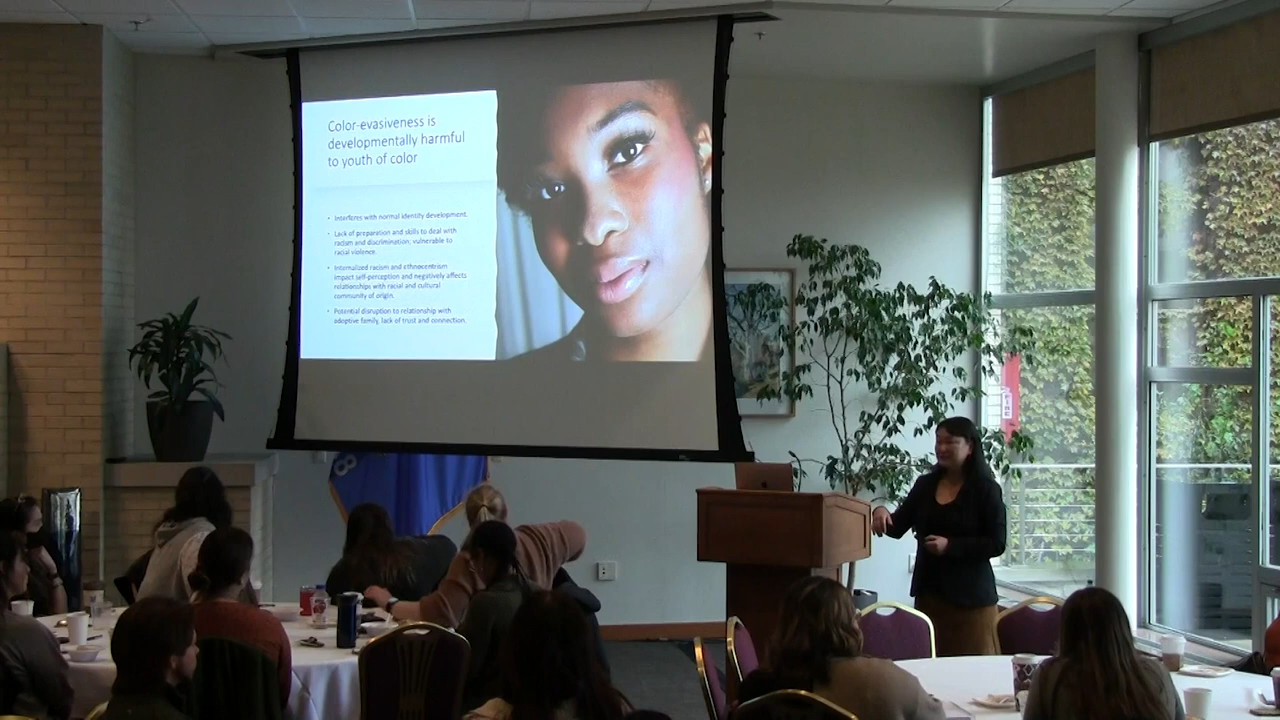 Color-evasiveness is
developmentally harmful
to youth of color
• Interferes with normal identity development.
• Lack of preparation and skills to deal with
racism and discrimination, vulnerable to
racial violence.
• Internalized racism and ethnocentrism
impact self-perception and negatively affects
relationships with racial and cultural
community of origin.
• Potential disruption to relationship with
adoptive family, lack of trust and connection.
FIRE
8